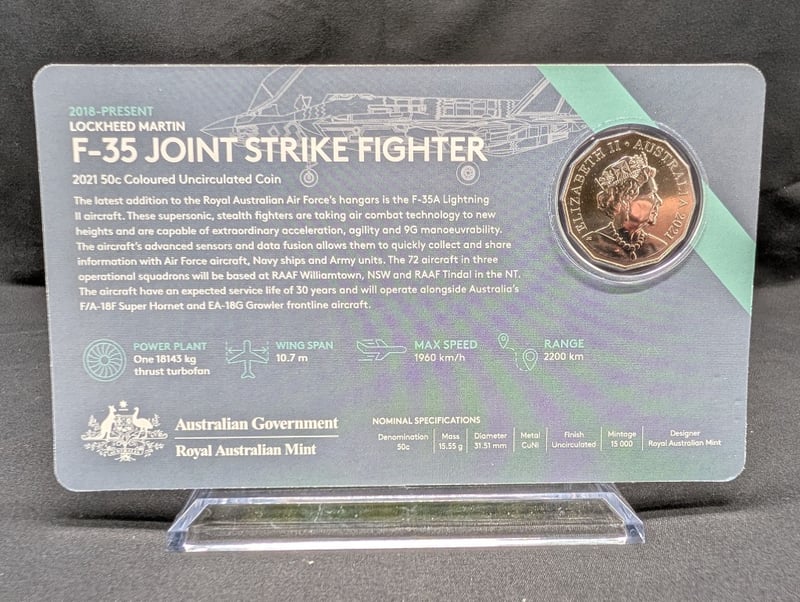 2018-PRESENT
LOCKHEED MARTIN
F-35 JOINT STRIKE FIGHTER
2021 50c Coloured Uncirculated Coin
The latest addition to the Royal Australian Air Force's hangars is the F-35A Lightning
II aircraft. These supersonic, stealth fighters are taking air combat technology to new
heights and are capable of extraordinary acceleration, agility and 9G manoeuvrability.
The aircraft's advanced sensors and data fusion allows them to quickly collect and share
information with Air Force aircraft, Navy ships and Army units. The 72 aircraft in three
operational squadrons will be based at RAAF Williamtown, NSW and RAAF Tindal in the NT.
The aircraft have an expected service life of 30 years and will operate alongside Australia's
F/A-18F Super Hornet and EA-18G Growler frontline aircraft.
ELIZABETH II • AUSTRALIA 2021
POWER PLANT
One 18143 kg
thrust turbofan
WING SPAN
10.7 m
MAX SPEED
1960 km/h
RANGE
2200 km
Australian Government
Royal Australian Mint
NOMINAL SPECIFICATIONS
Denomination
50c
Mass
15.55 g
Diameter
31.51 mm
Metal
CuNi
Finish
Uncirculated
Mintage
15 000
Designer
Royal Australian Mint